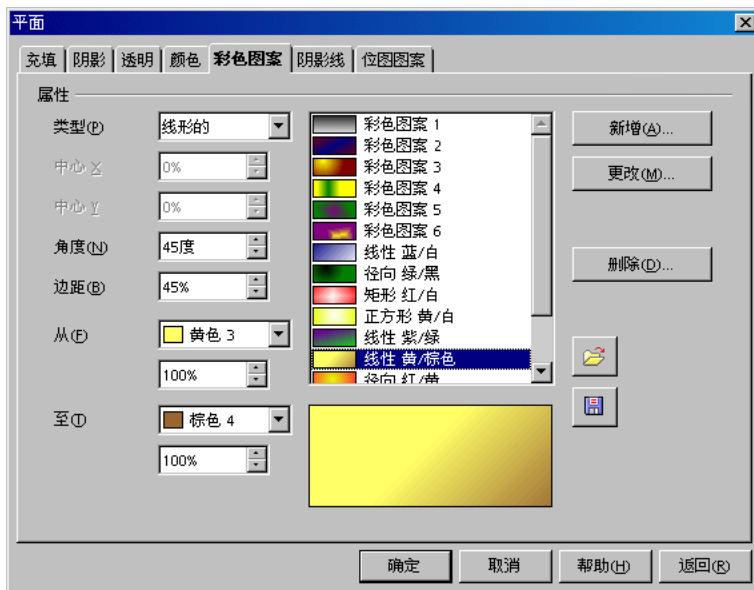 平面
充填 阴影 透明 颜色 彩色图案 阴影线 位图图案
属性
类型(P) 线形的
中心 X 0%
中心 Y 0%
角度(N) 45度
边距(B) 45%
从(F) 黄色 3
100%
至(T) 棕色 4
100%
彩色图案 1
彩色图案 2
彩色图案 3
彩色图案 4
彩色图案 5
彩色图案 6
线性 蓝/白
径向 绿/黑
矩形 红/白
正方形 黄/白
线性 紫/绿
线性 黄/棕色
径向 红/黄
新增(A)...
更改(M)...
删除(D)...
确定 取消 帮助(H) 返回(R)